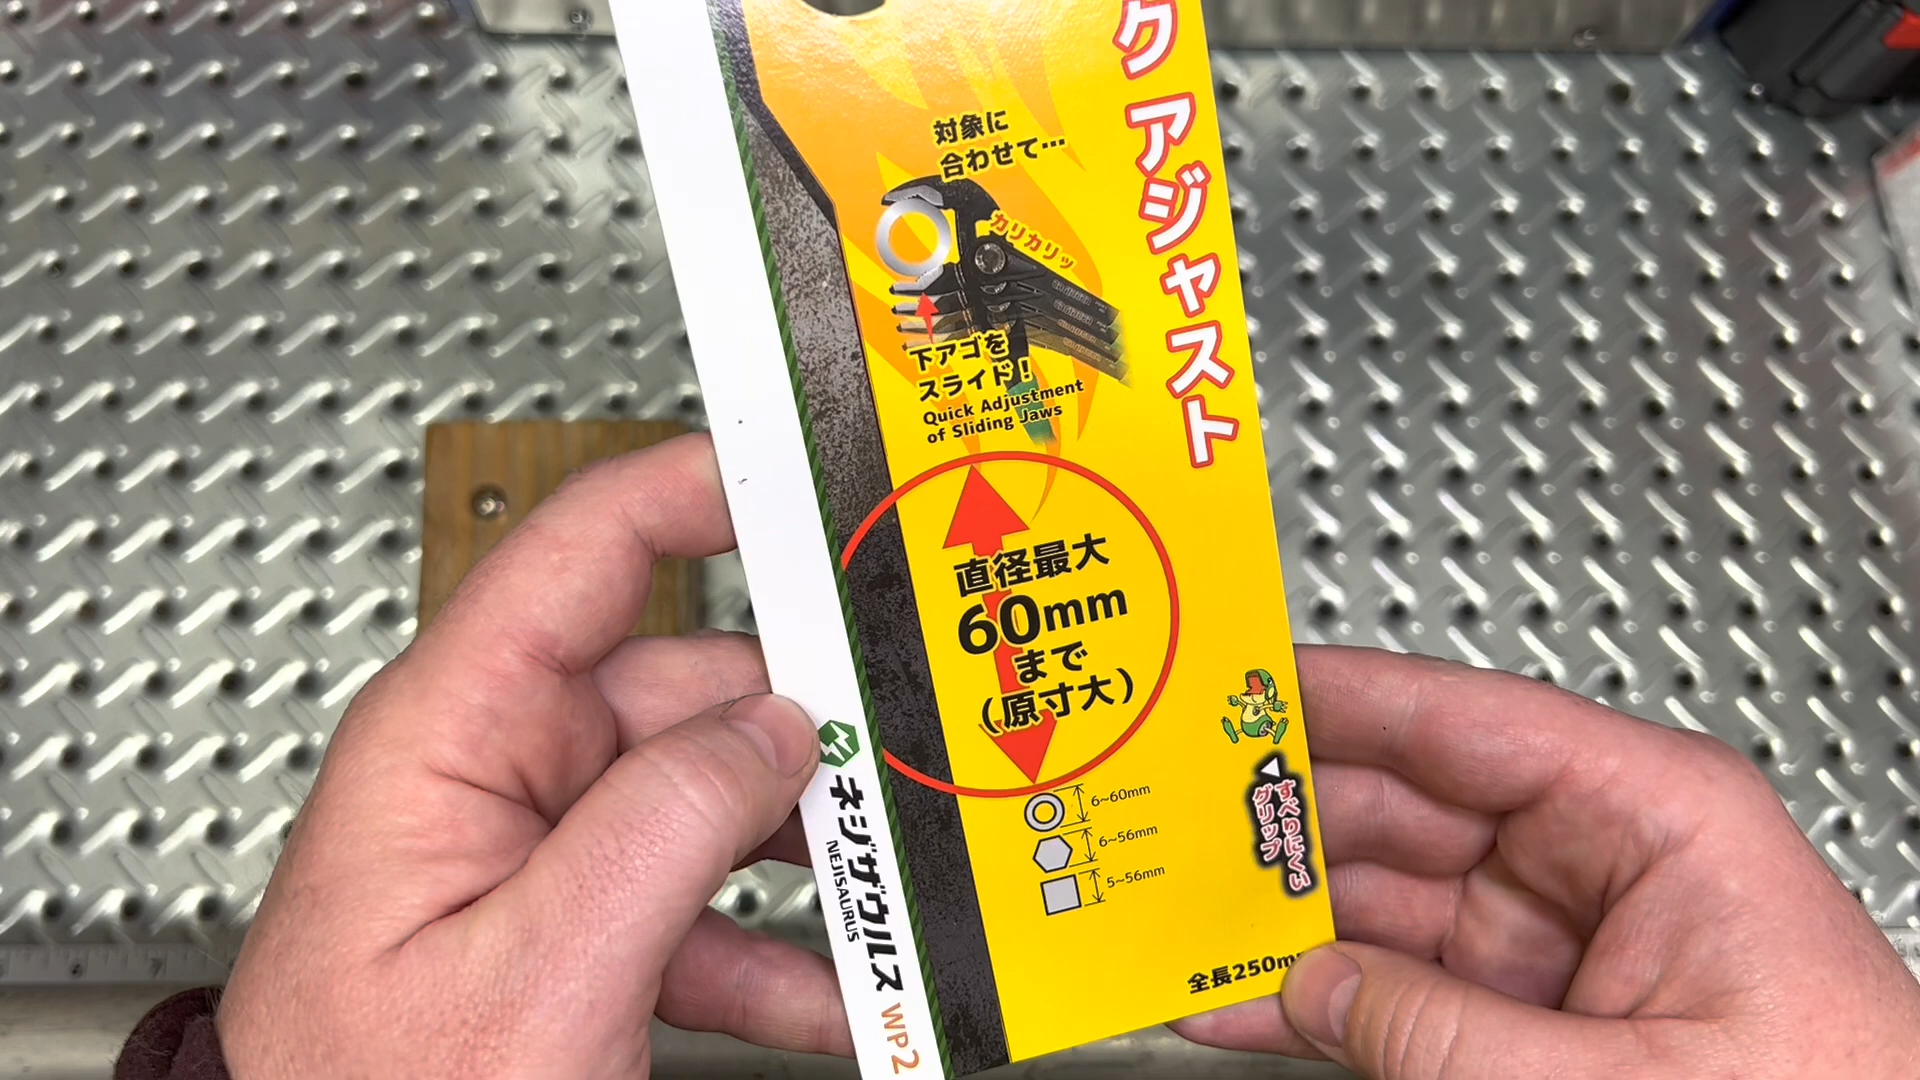 ク アジャスト
対象に
合わせて…
カリカリッ
下アゴを
スライド!
Quick Adjustment
of Sliding Jaws
直径最大
60mm
まで
(原寸大)
6~60mm
6~56mm
5~56mm
すべりにくい
グリップ
全長250m
ネジザウルス
NEJISAURUS
WP2